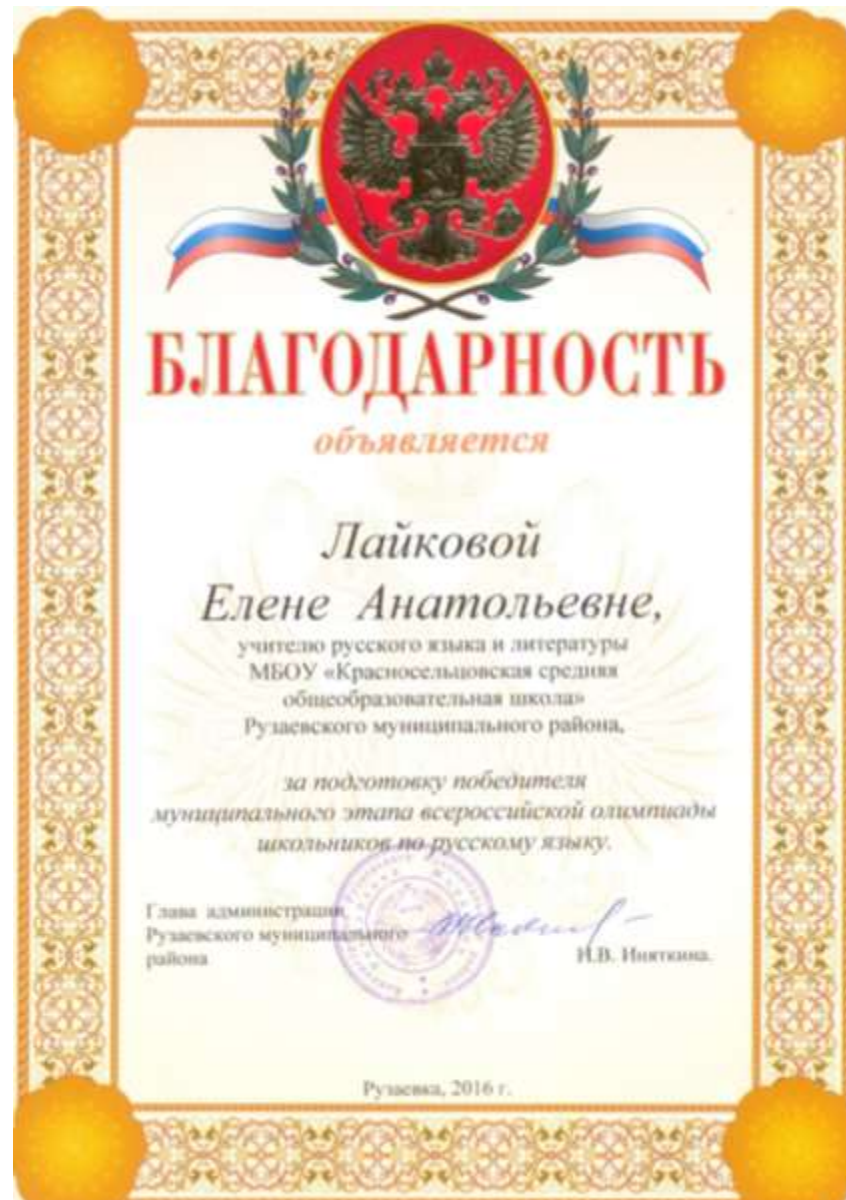 БЛАГОДАРНОСТЬ
объявляется
Лайковой
Елене Анатольевне,
учителю русского языка и литературы
МБОУ «Красносельцовская средняя
общеобразовательная школа»
Рузаевского муниципального района,
за подготовку победителя
муниципального этапа всероссийской олимпиады
школьников по русскому языку.
Глава администрации
Рузаевского муниципального
района
Н.В. Иняткина.
Рузаевка, 2016 г.